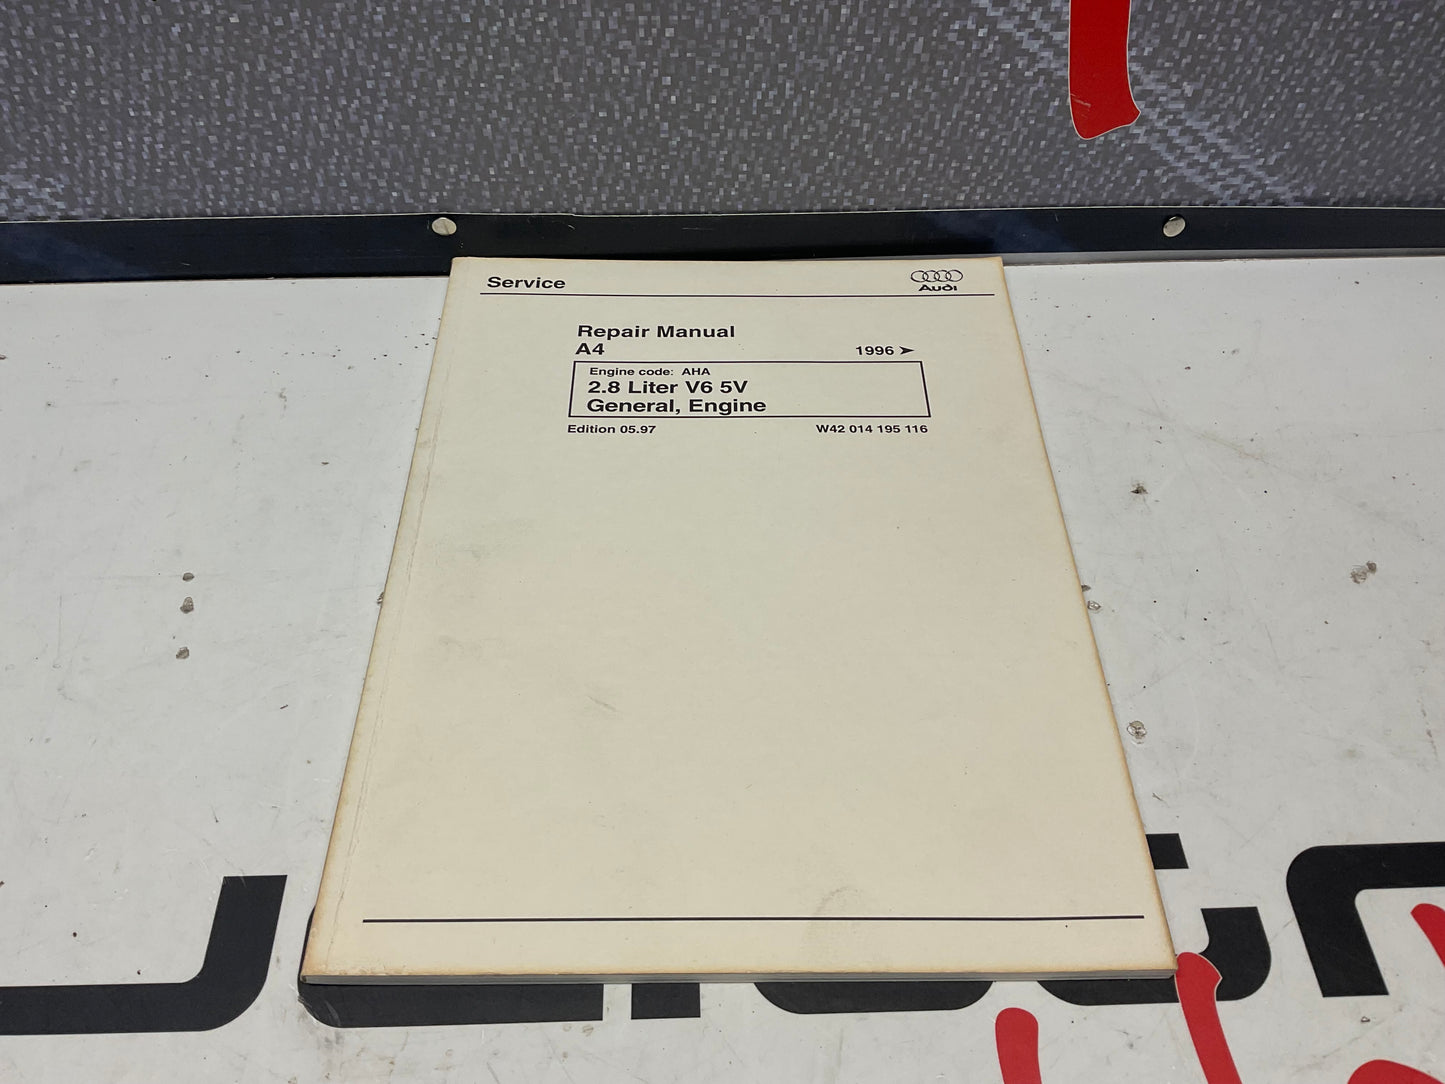 Service
Audi
Repair Manual
A4 1996 ➤
Engine code: AHA
2.8 Liter V6 5V
General, Engine
Edition 05.97 W42 014 195 116